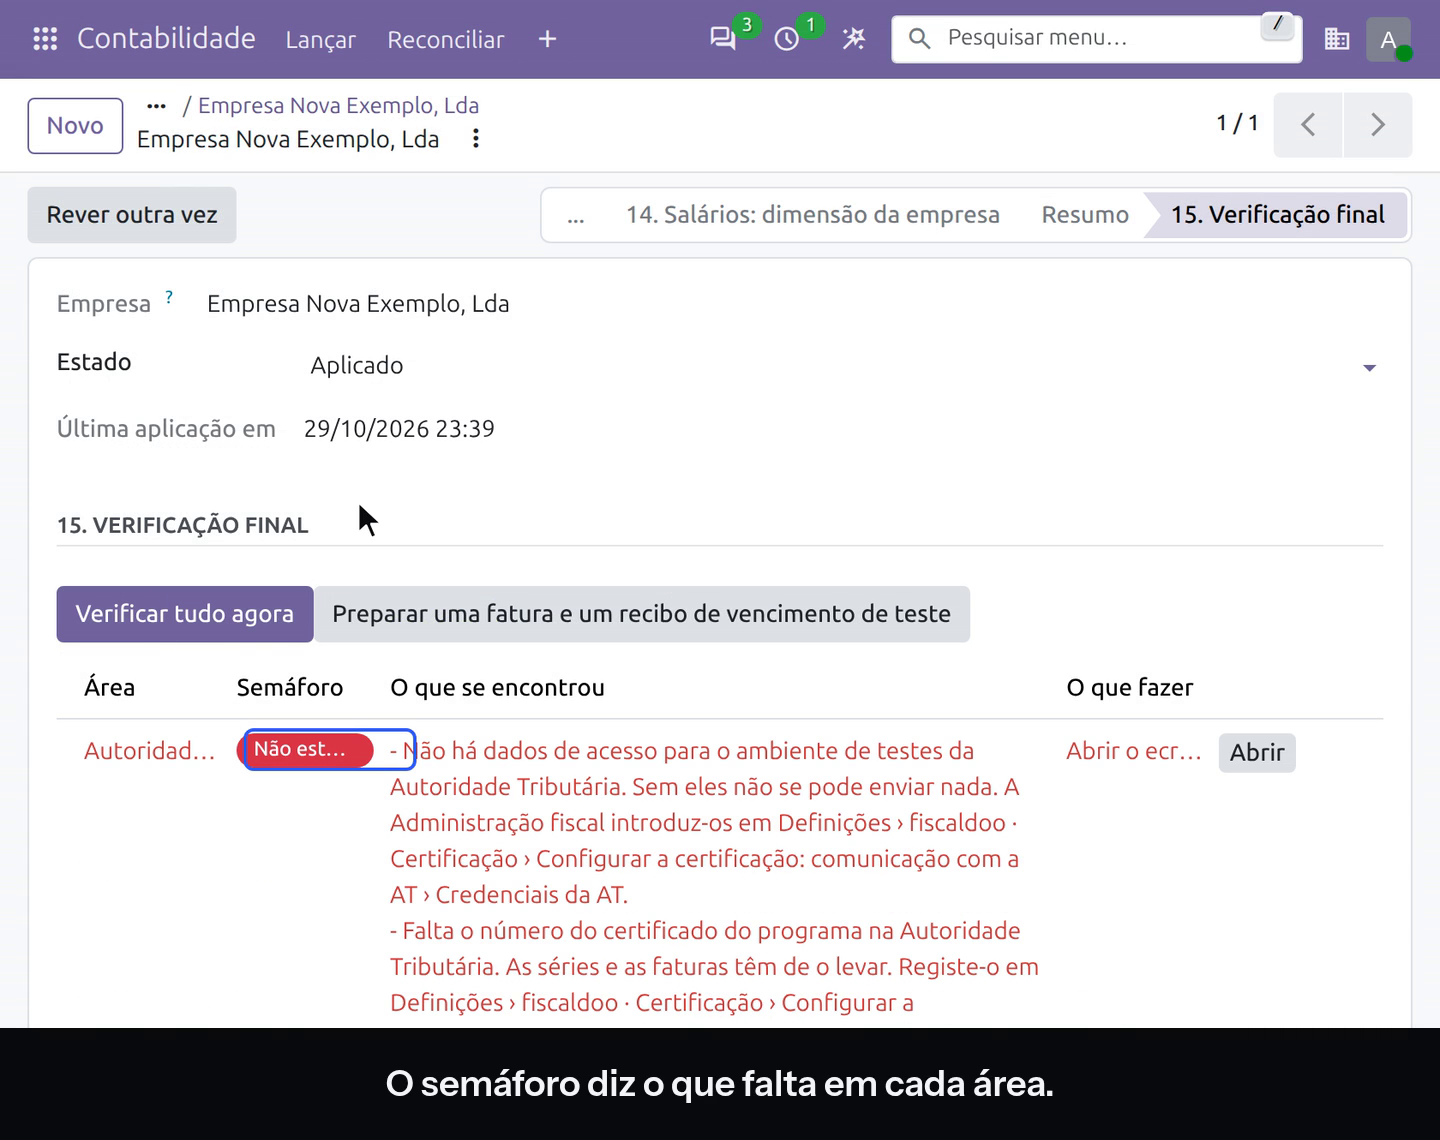 Contabilidade Lançar Reconciliar + 3 1 Pesquisar menu... / A
Novo ... / Empresa Nova Exemplo, Lda
Empresa Nova Exemplo, Lda
1 / 1
Rever outra vez ... 14. Salários: dimensão da empresa Resumo 15. Verificação final
Empresa ? Empresa Nova Exemplo, Lda
Estado Aplicado
Última aplicação em 29/10/2026 23:39
15. VERIFICAÇÃO FINAL
Verificar tudo agora Preparar uma fatura e um recibo de vencimento de teste
Área Semáforo O que se encontrou O que fazer
Autoridad... Não est... - Não há dados de acesso para o ambiente de testes da Abrir o ecr... Abrir
Autoridade Tributária. Sem eles não se pode enviar nada. A
Administração fiscal introduz-os em Definições › fiscaldoo ·
Certificação › Configurar a certificação: comunicação com a
AT › Credenciais da AT.
- Falta o número do certificado do programa na Autoridade
Tributária. As séries e as faturas têm de o levar. Registe-o em
Definições › fiscaldoo · Certificação › Configurar a
O semáforo diz o que falta em cada área.